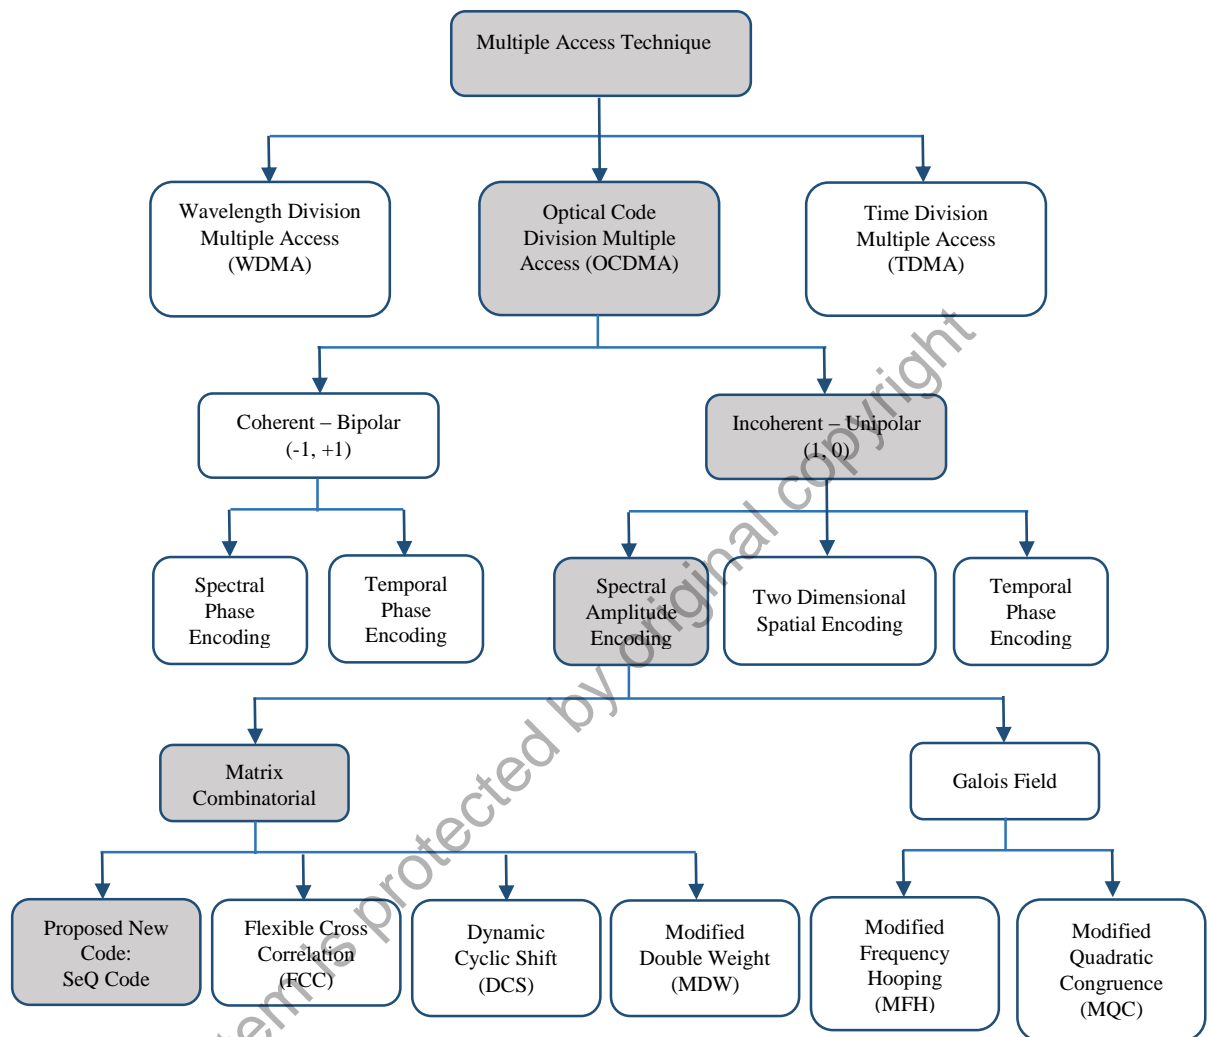 Multiple Access Technique
Wavelength Division
Multiple Access
(WDMA)
Optical Code
Division Multiple
Access (OCDMA)
Time Division
Multiple Access
(TDMA)
Coherent – Bipolar
(-1, +1)
Incoherent – Unipolar
(1, 0)
Spectral
Phase
Encoding
Temporal
Phase
Encoding
Spectral
Amplitude
Encoding
Two Dimensional
Spatial Encoding
Temporal
Phase
Encoding
Matrix
Combinatorial
Galois Field
Proposed New
Code:
SeQ Code
Flexible Cross
Correlation
(FCC)
Dynamic
Cyclic Shift
(DCS)
Modified
Double Weight
(MDW)
Modified
Frequency
Hooping
(MFH)
Modified
Quadratic
Congruence
(MQC)
is protected by original copyright